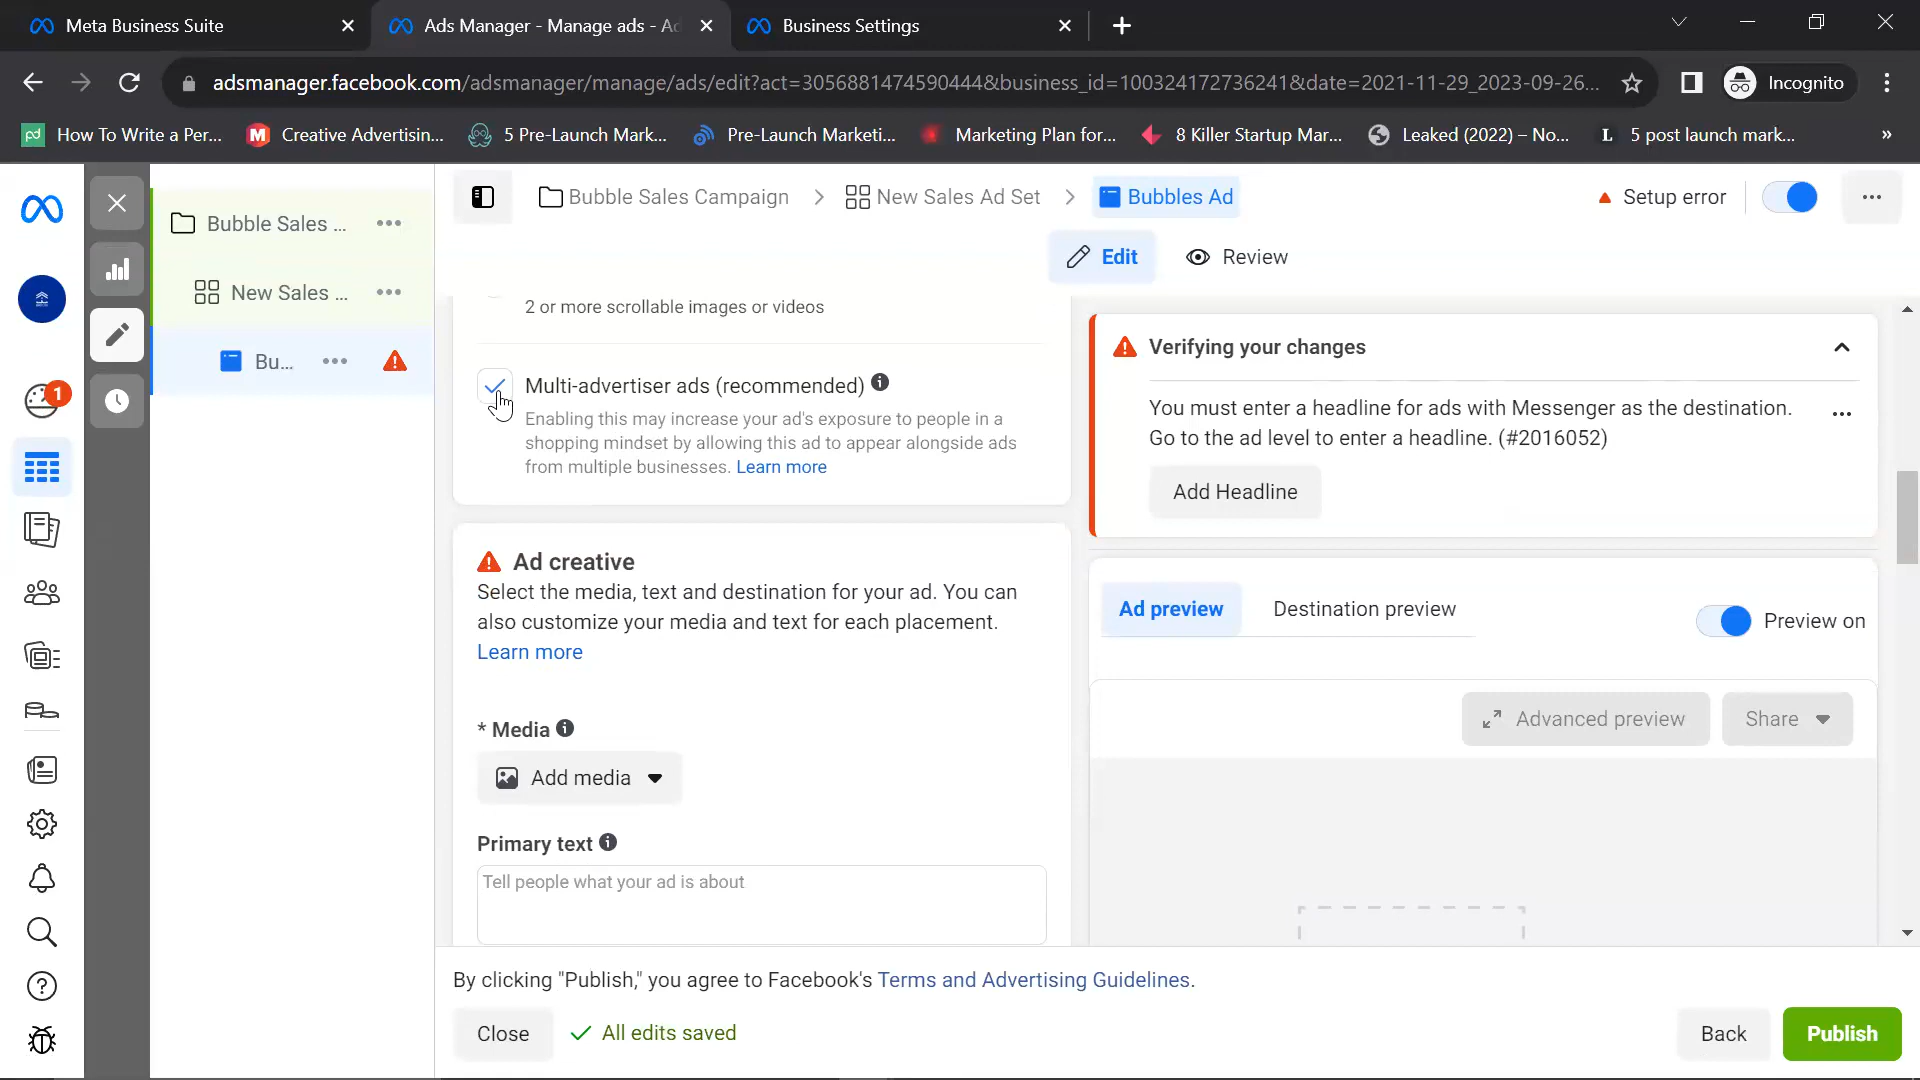 Meta Business Suite
Ads Manager - Manage ads - Ad
Business Settings
adsmanager.facebook.com/adsmanager/manage/ads/edit?act=3056881474590444&business_id=100324172736241&date=2021-11-29_2023-09-26...
Incognito
pd How To Write a Per...
M Creative Advertisin...
5 Pre-Launch Mark...
Pre-Launch Marketi...
Marketing Plan for...
8 Killer Startup Mar...
Leaked (2022) – No...
L 5 post launch mark...
»
Bubble Sales ...
New Sales ...
Bu...
1
Bubble Sales Campaign > New Sales Ad Set > Bubbles Ad
Setup error
Edit
Review
2 or more scrollable images or videos
Multi-advertiser ads (recommended)
Enabling this may increase your ad's exposure to people in a
shopping mindset by allowing this ad to appear alongside ads
from multiple businesses. Learn more
Ad creative
Select the media, text and destination for your ad. You can
also customize your media and text for each placement.
Learn more
* Media
Add media
Primary text
Tell people what your ad is about
Verifying your changes
You must enter a headline for ads with Messenger as the destination.
Go to the ad level to enter a headline. (#2016052)
Add Headline
Ad preview
Destination preview
Preview on
Advanced preview
Share
By clicking "Publish," you agree to Facebook's Terms and Advertising Guidelines.
Close
All edits saved
Back
Publish